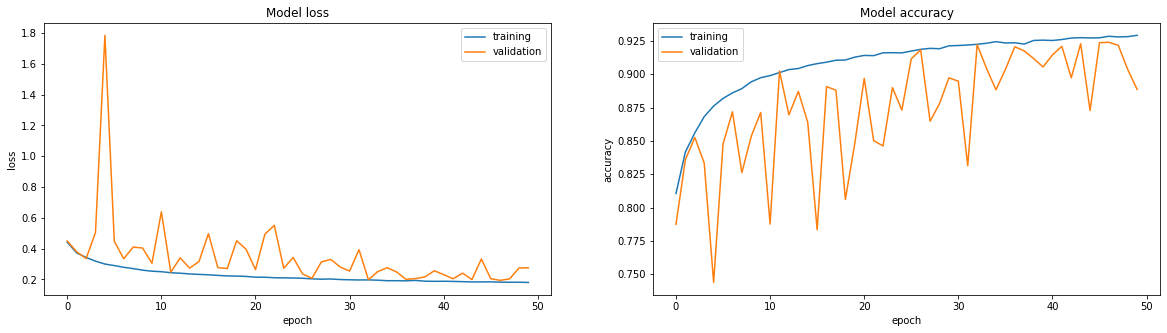 Model loss
training
validation
loss
1.8
1.6
1.4
1.2
1.0
0.8
0.6
0.4
0.2
0
10
20
30
40
50
epoch
Model accuracy
training
validation
accuracy
0.925
0.900
0.875
0.850
0.825
0.800
0.775
0.750
0
10
20
30
40
50
epoch